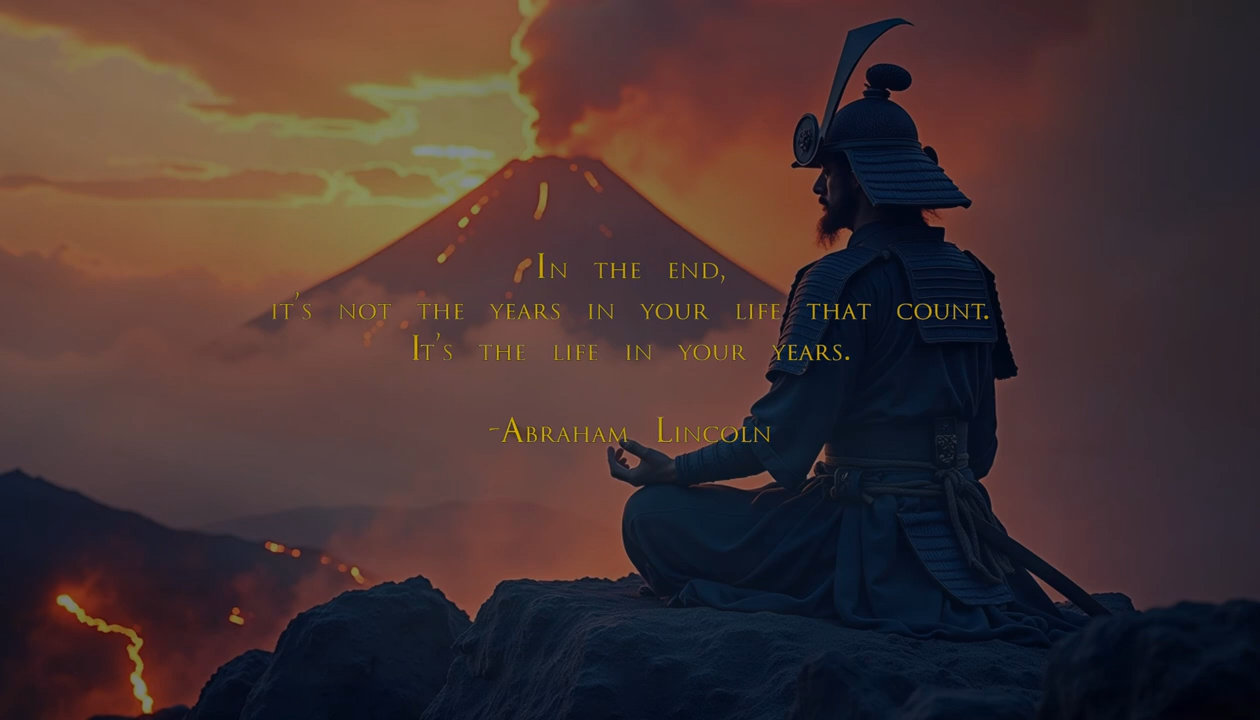 In the end,
it's not the years in your life that count.
It's the life in your years.
-Abraham Lincoln